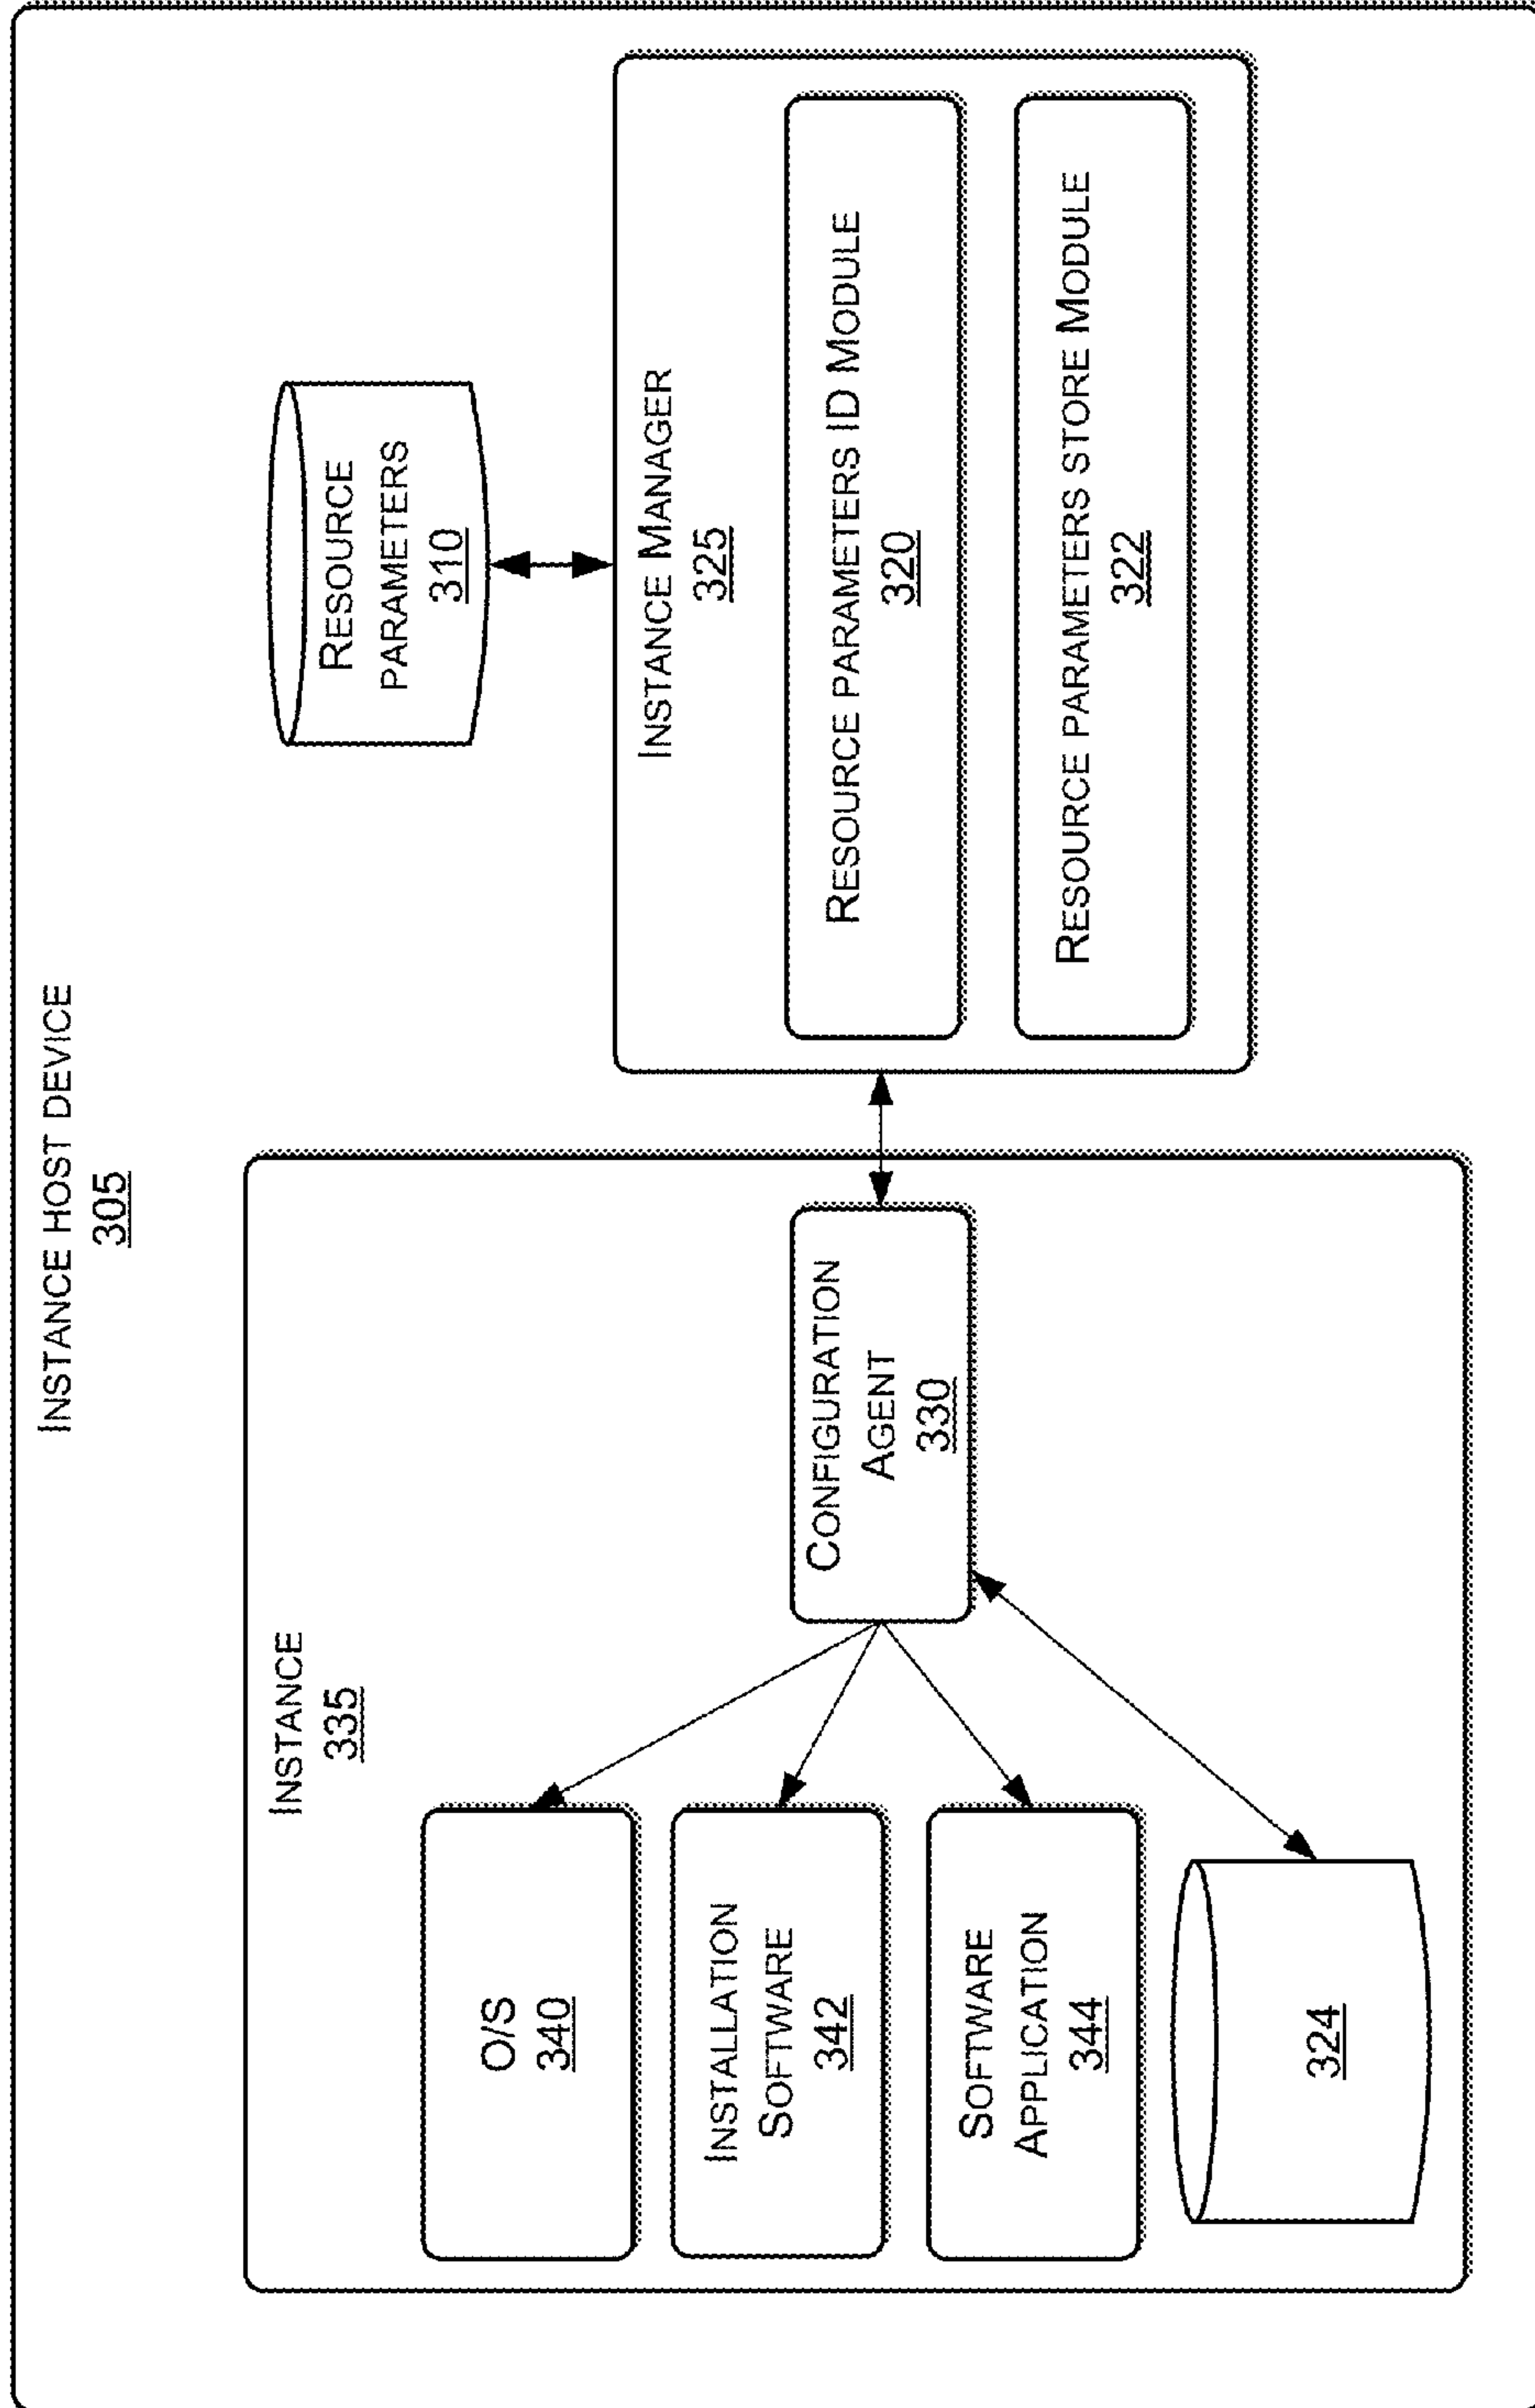 INSTANCE HOST DEVICE
305
INSTANCE
335
O/S
340
INSTALLATION
SOFTWARE
342
SOFTWARE
APPLICATION
344
324
CONFIGURATION
AGENT
330
RESOURCE
PARAMETERS
310
INSTANCE MANAGER
325
RESOURCE PARAMETERS ID MODULE
320
RESOURCE PARAMETERS STORE MODULE
322